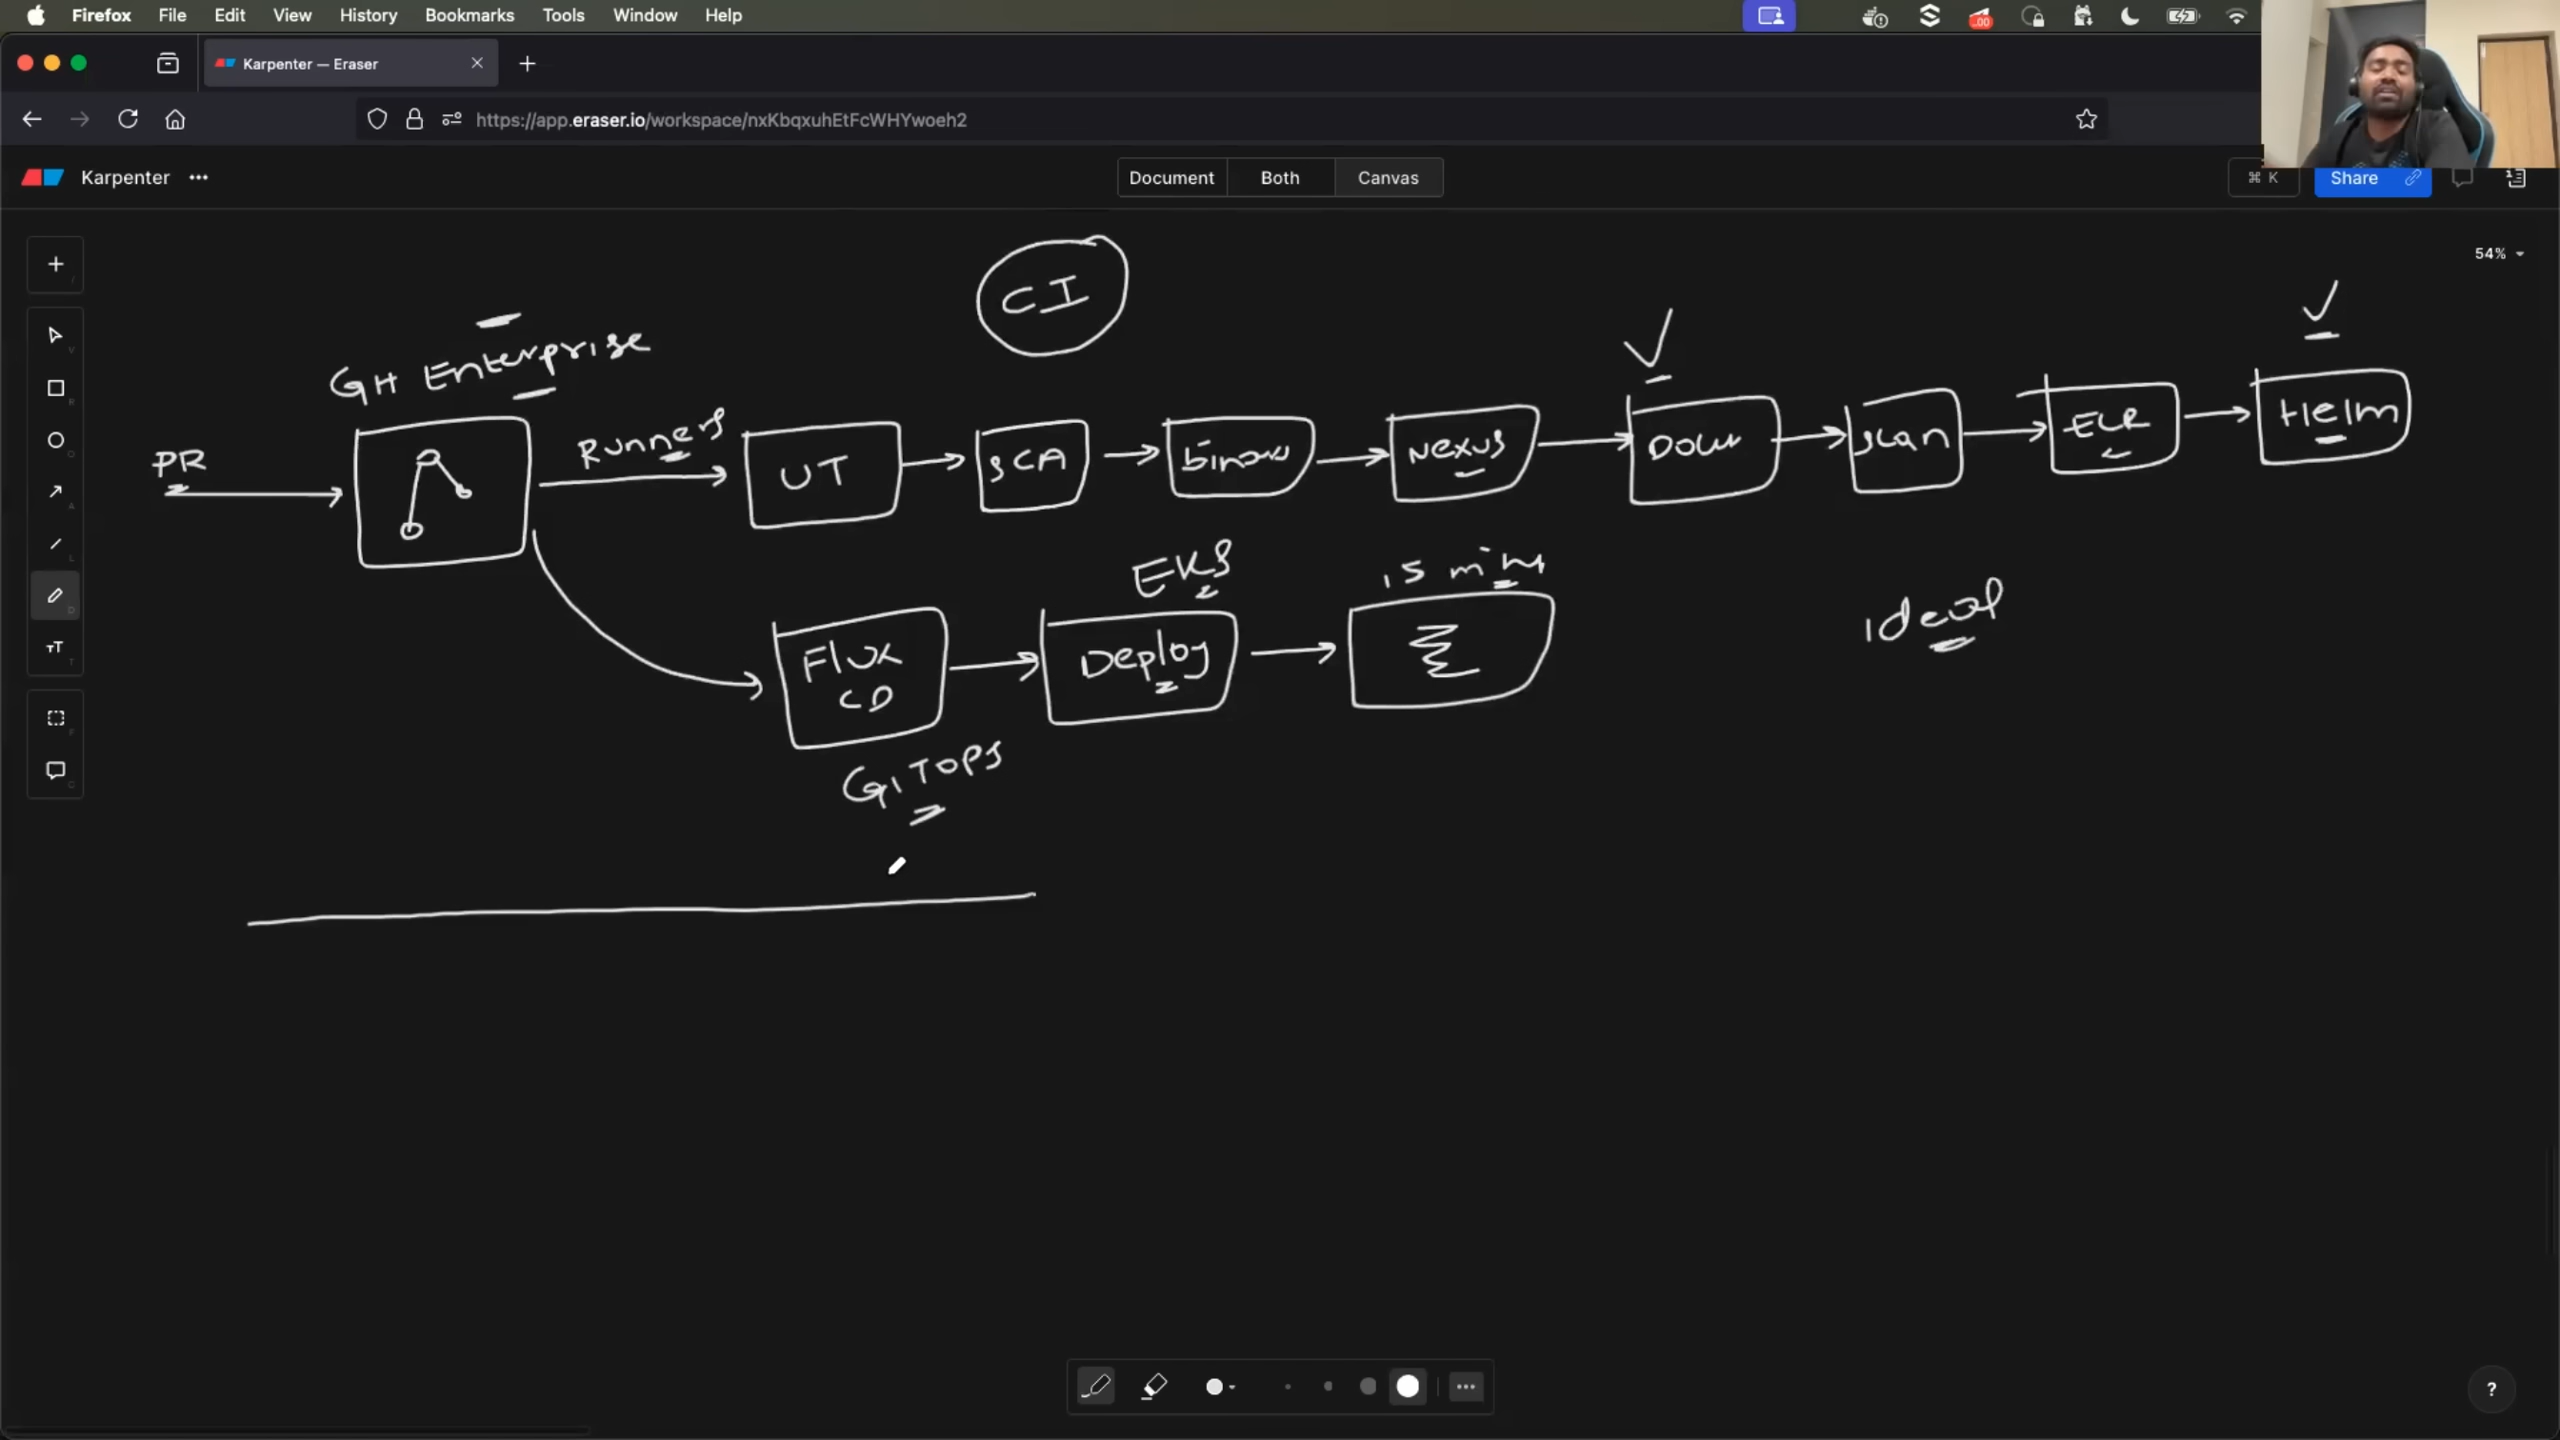 Firefox File Edit View History Bookmarks Tools Window Help
Karpenter — Eraser
https://app.eraser.io/workspace/nxKbqxuhEtFcWHYwoeh2
Karpenter
Document Both Canvas
⌘ K Share
54%
CI
GH Enterprise
PR
Runners
UT
SCA
Nexus
Scan
ECR
Helm
EKS
15 min
ideal
Flux
CD
Deploy
GiTOPS
?